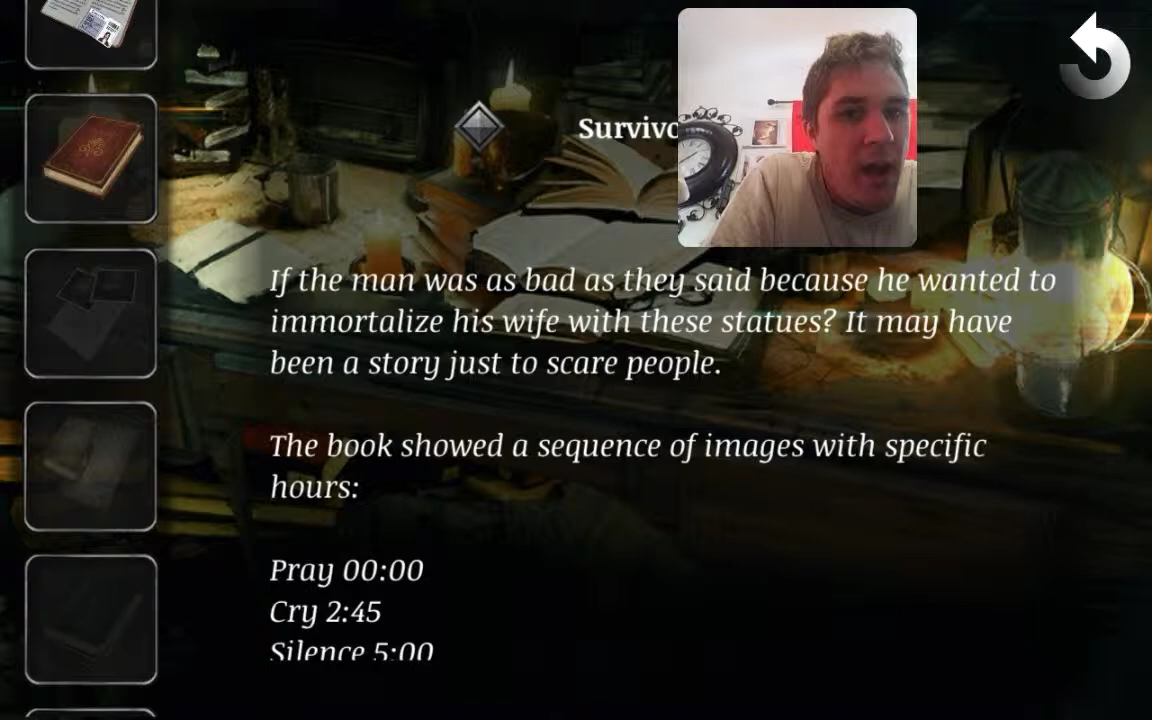 If the man was as bad as they said because he wanted to
immortalize his wife with these statues? It may have
been a story just to scare people.
The book showed a sequence of images with specific
hours:
Pray 00:00
Cry 2:45
Silence 5:00